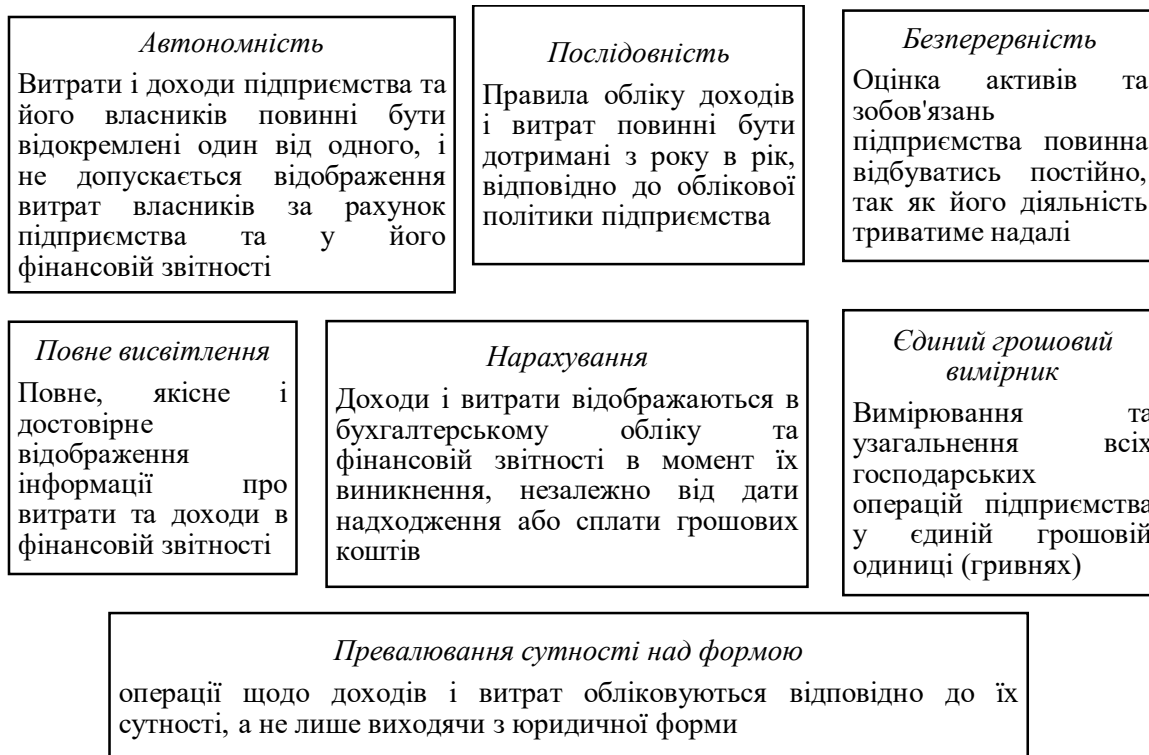 Автономність
Витрати і доходи підприємства та
його власників повинні бути
відокремлені один від одного, і
не допускається відображення
витрат власників за рахунок
підприємства та у його
фінансовій звітності
Послідовність
Правила обліку доходів
і витрат повинні бути
дотримані з року в рік,
відповідно до облікової
політики підприємства
Безперервність
Оцінка активів та
зобов'язань
підприємства повинна
відбуватись постійно,
так як його діяльність
триватиме надалі
Повне висвітлення
Повне, якісне і
достовірне
відображення
інформації про
витрати та доходи в
фінансовій звітності
Нарахування
Доходи і витрати відображаються в
бухгалтерському обліку та
фінансовій звітності в момент їх
виникнення, незалежно від дати
надходження або сплати грошових
коштів
Єдиний грошовий
вимірник
Вимірювання та
узагальнення всіх
господарських
операцій підприємства
у єдиній грошовій
одиниці (гривнях)
Превалювання сутності над формою
операції щодо доходів і витрат обліковуються відповідно до їх
сутності, а не лише виходячи з юридичної форми